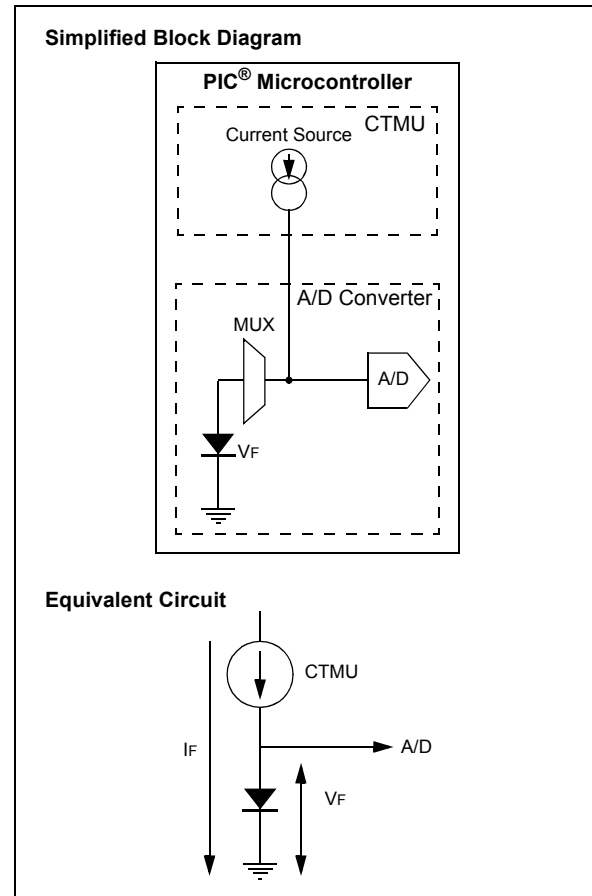 Simplified Block Diagram
PIC® Microcontroller
CTMU
Current Source
A/D Converter
MUX
A/D
VF
Equivalent Circuit
CTMU
IF
A/D
VF